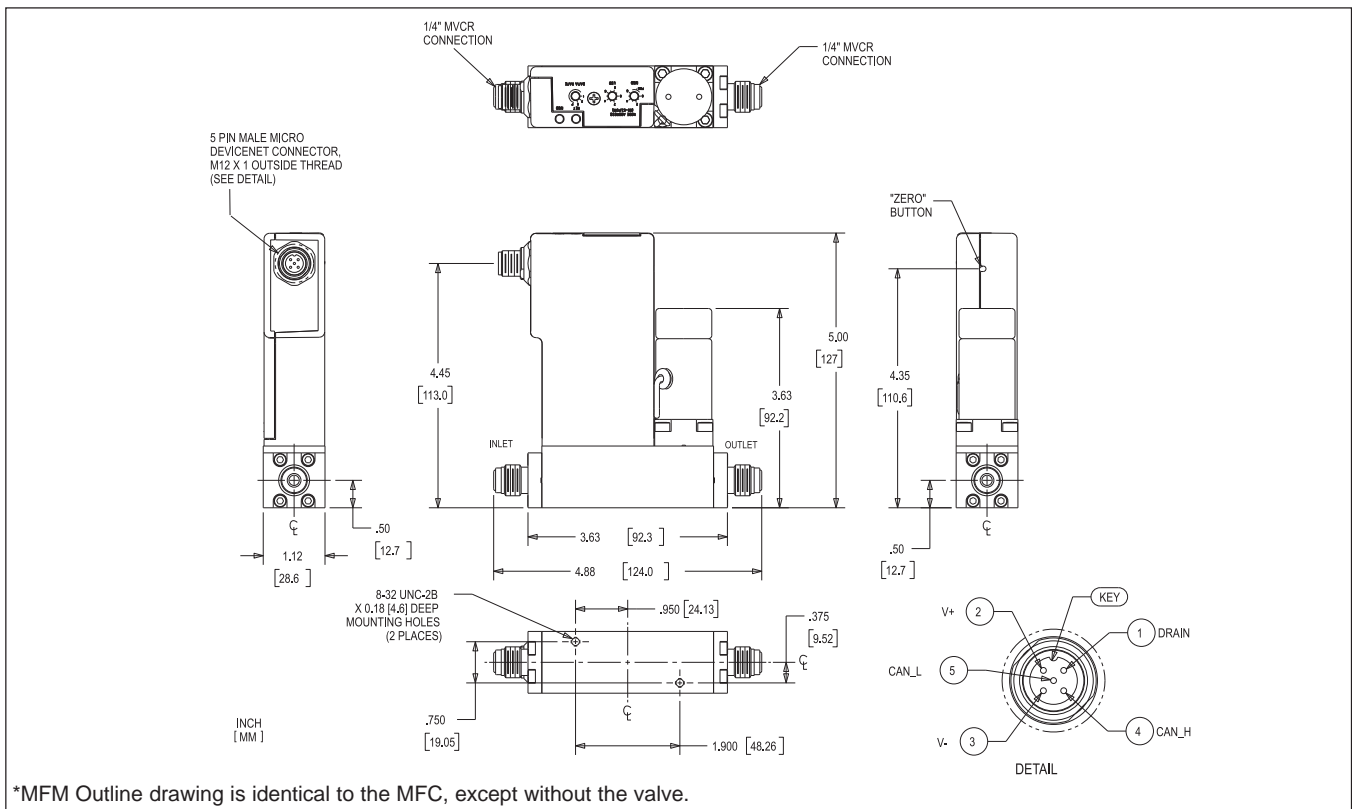 1/4" MVCR
CONNECTION
1/4" MVCR
CONNECTION
5 PIN MALE MICRO
DEVICENET CONNECTOR,
M12 X 1 OUTSIDE THREAD
(SEE DETAIL)
"ZERO"
BUTTON
4.45
[113.0]
5.00
[127]
3.63
[92.2]
4.35
[110.6]
INLET
OUTLET
.50
[12.7]
1.12
[28.6]
3.63 [92.3]
4.88 [124.0]
.50
[12.7]
8-32 UNC-2B
X 0.18 [4.6] DEEP
MOUNTING HOLES
(2 PLACES)
.950 [24.13]
.375
[9.52]
.750
[19.05]
1.900 [48.26]
INCH
[MM]
KEY
V+ 2
1 DRAIN
CAN_L 5
V- 3
4 CAN_H
DETAIL
*MFM Outline drawing is identical to the MFC, except without the valve.